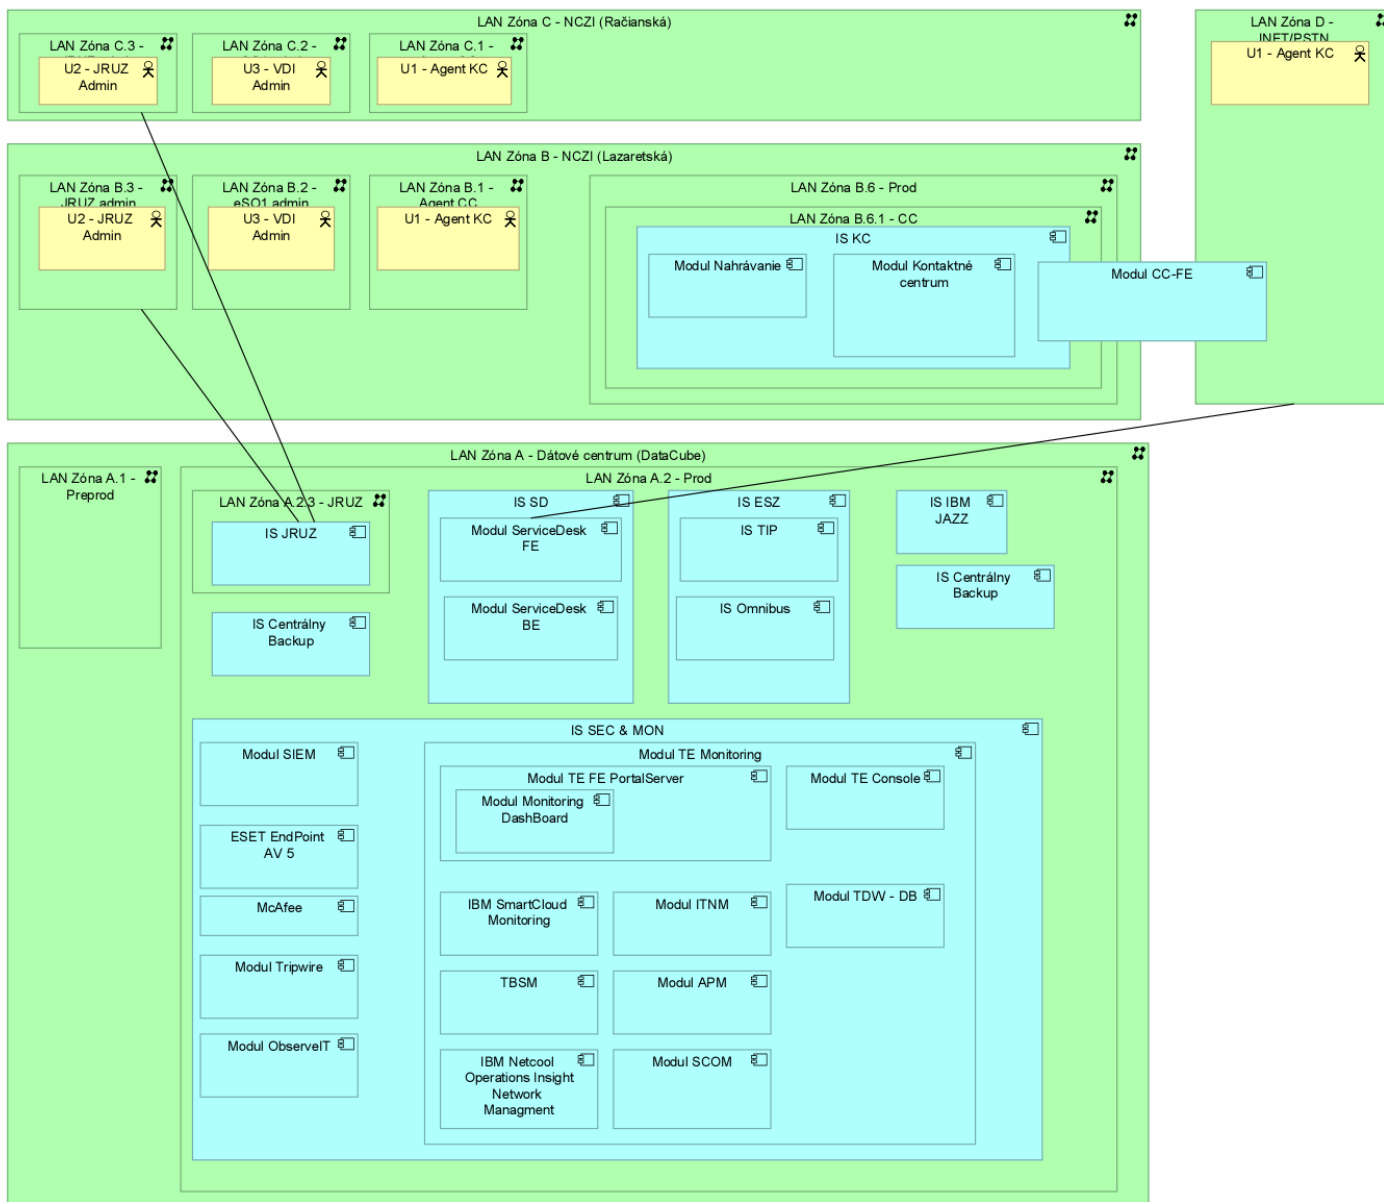 LAN Zóna C - NCZI (Račianská)
LAN Zóna C.3 -
U2 - JRUZ
Admin
LAN Zóna C.2 -
U3 - VDI
Admin
LAN Zóna C.1 -
U1 - Agent KC
LAN Zóna D -
INET/PSTN
U1 - Agent KC
LAN Zóna B - NCZI (Lazaretská)
LAN Zóna B.3 -
JRUZ admin
U2 - JRUZ
Admin
LAN Zóna B.2 -
eSO1 admin
U3 - VDI
Admin
LAN Zóna B.1 -
Agent CC
U1 - Agent KC
LAN Zóna B.6 - Prod
LAN Zóna B.6.1 - CC
IS KC
Modul Nahrávanie
Modul Kontaktné
centrum
Modul CC-FE
LAN Zóna A - Dátové centrum (DataCube)
LAN Zóna A.1 -
Preprod
LAN Zóna A.2 - Prod
LAN Zóna A.2.3 - JRUZ
IS JRUZ
IS Centrálny
Backup
IS SD
Modul ServiceDesk
FE
Modul ServiceDesk
BE
IS ESZ
IS TIP
IS Omnibus
IS IBM
JAZZ
IS Centrálny
Backup
IS SEC & MON
Modul SIEM
ESET EndPoint
AV 5
McAfee
Modul Tripwire
Modul ObserveIT
Modul TE Monitoring
Modul TE FE PortalServer
Modul Monitoring
DashBoard
Modul TE Console
IBM SmartCloud
Monitoring
Modul ITNM
Modul TDW - DB
TBSM
Modul APM
IBM Netcool
Operations Insight
Network
Managment
Modul SCOM